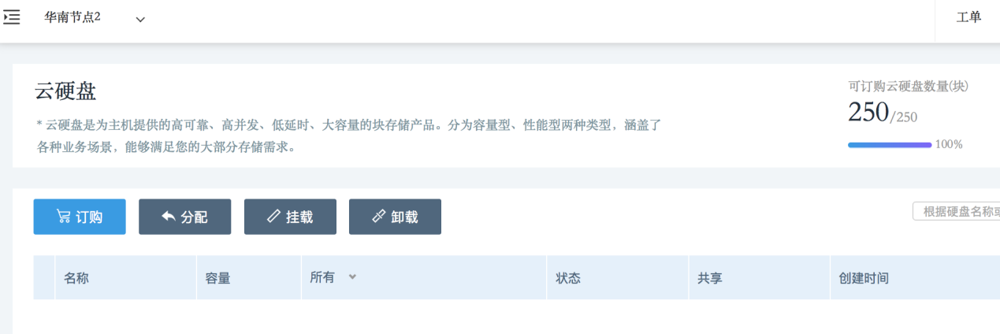 华南节点2
工单
云硬盘
* 云硬盘是为主机提供的高可靠、高并发、低延时、大容量的块存储产品。分为容量型、性能型两种类型，涵盖了
各种业务场景，能够满足您的大部分存储需求。
可订购云硬盘数量(块)
250/250
100%
订购 分配 挂载 卸载
根据硬盘名称或
名称 容量 所有 状态 共享 创建时间